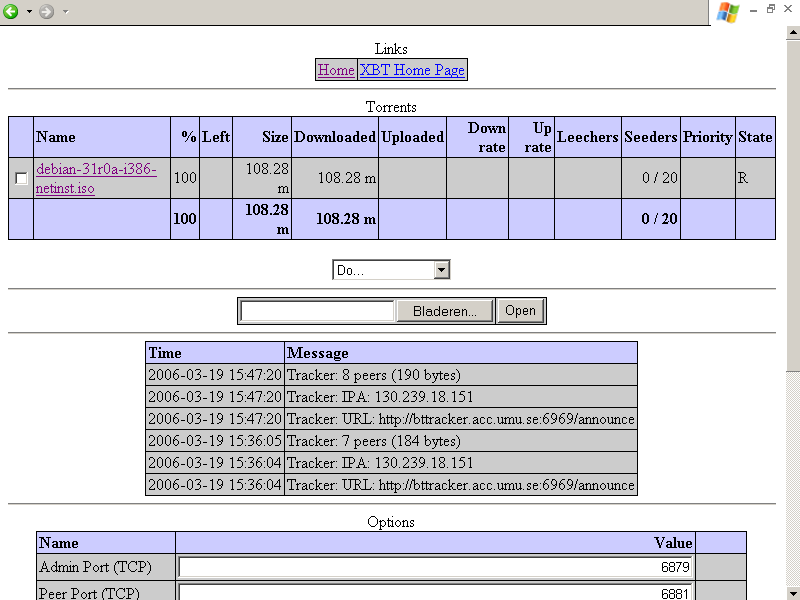 Links
Home XBT Home Page
Torrents
Name % Left Size Downloaded Uploaded Down rate Up rate Leechers Seeders Priority State
debian-31r0a-i386-netinst.iso 100 108.28 m 108.28 m 0 / 20 R
100 108.28 m 108.28 m 0 / 20
Do...
Bladeren... Open
Time Message
2006-03-19 15:47:20 Tracker: 8 peers (190 bytes)
2006-03-19 15:47:20 Tracker: IPA: 130.239.18.151
2006-03-19 15:47:20 Tracker: URL: http://bttracker.acc.umu.se:6969/announce
2006-03-19 15:36:05 Tracker: 7 peers (184 bytes)
2006-03-19 15:36:04 Tracker: IPA: 130.239.18.151
2006-03-19 15:36:04 Tracker: URL: http://bttracker.acc.umu.se:6969/announce
Options
Name Value
Admin Port (TCP) 6879
Peer Port (TCP) 6881